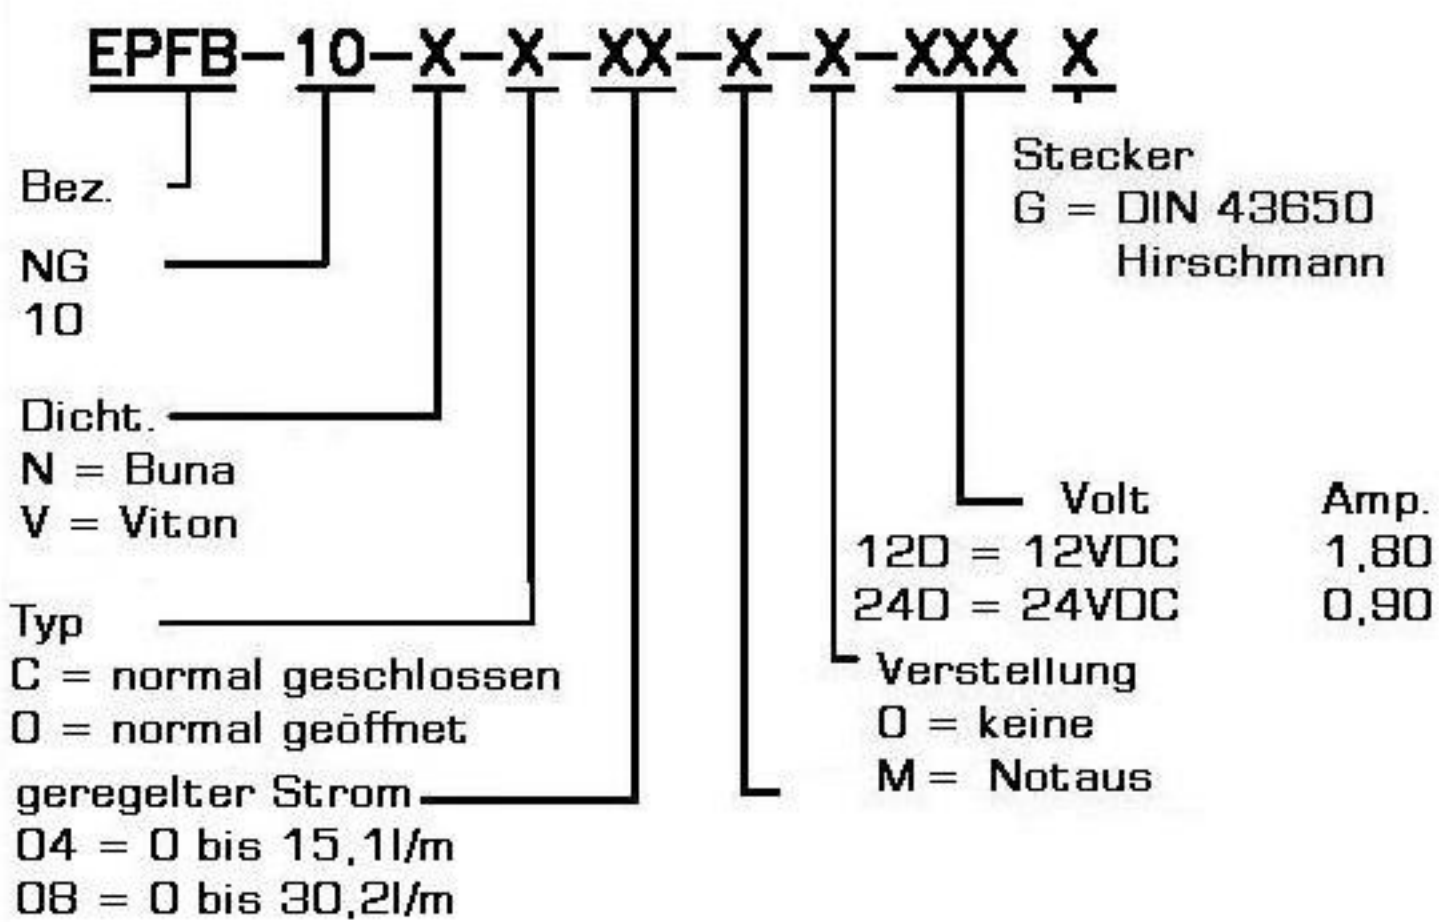 EPFB-10-X-X-XX-X-X-XXX X
Bez.
NG
10
Dicht.
N = Buna
V = Viton
Typ
C = normal geschlossen
O = normal geöffnet
geregelter Strom
04 = 0 bis 15,1l/m
08 = 0 bis 30,2l/m
Stecker
G = DIN 43650
Hirschmann
Volt Amp.
12D = 12VDC 1,80
24D = 24VDC 0,90
Verstellung
O = keine
M = Notaus